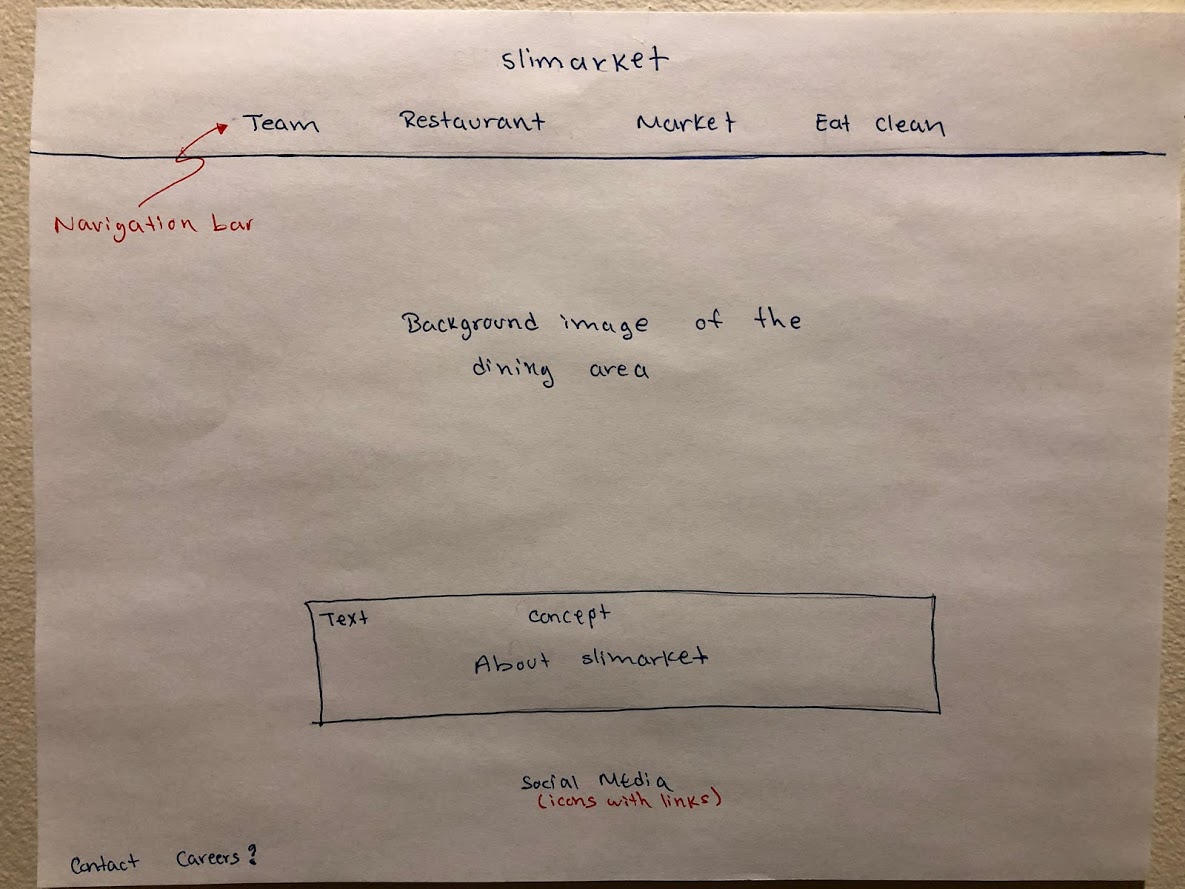 slimarket
Team Restaurant Market Eat clean
Navigation bar
Background image of the
dining area
Text concept
About slimarket
Social Media
(icons with links)
Contact Careers?